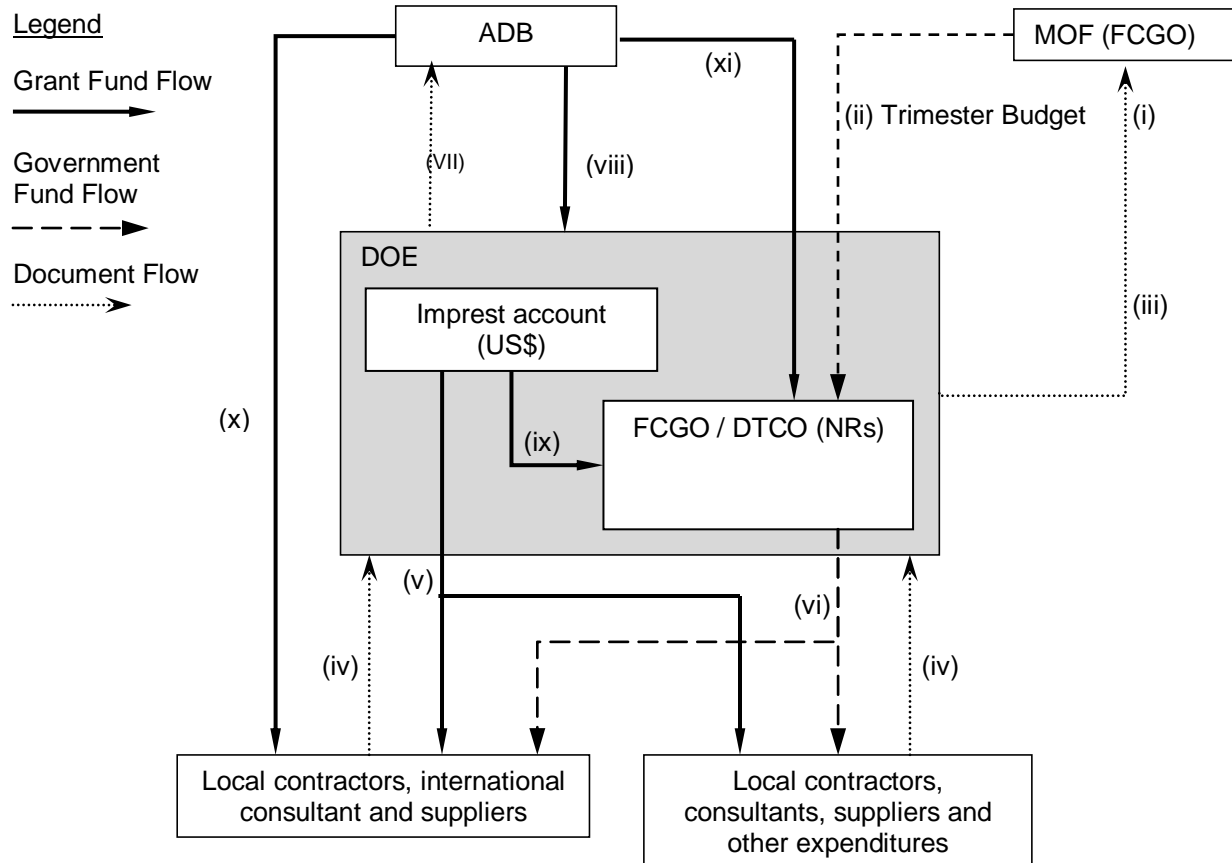 Legend
Grant Fund Flow
Government
Fund Flow
Document Flow
ADB
MOF (FCGO)
(xi)
(ii) Trimester Budget
(i)
(VII)
(viii)
DOE
Imprest account
(US$)
(iii)
(x)
(ix)
FCGO / DTCO (NRs)
(v)
(vi)
(iv)
(iv)
Local contractors, international
consultant and suppliers
Local contractors,
consultants, suppliers and
other expenditures